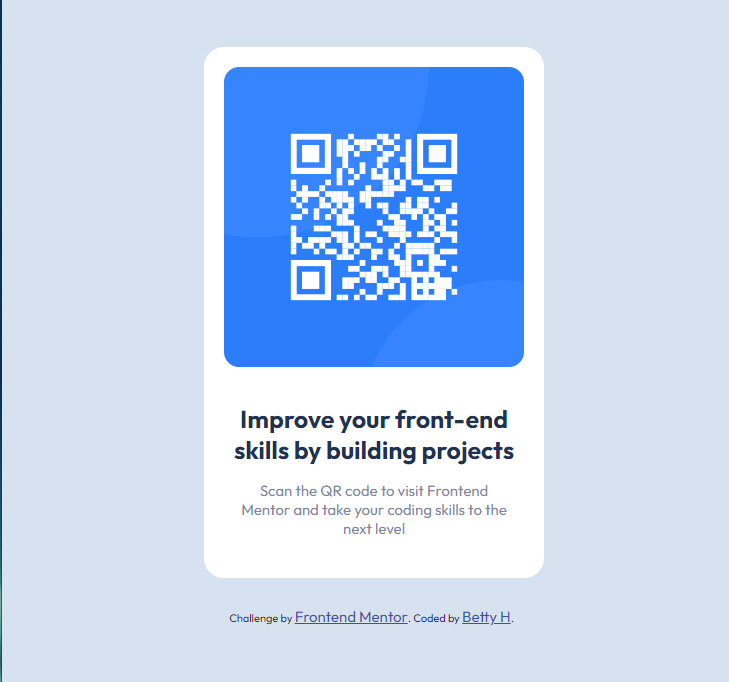 Improve your front-end
skills by building projects
Scan the QR code to visit Frontend
Mentor and take your coding skills to the
next level
Challenge by Frontend Mentor. Coded by Betty H.